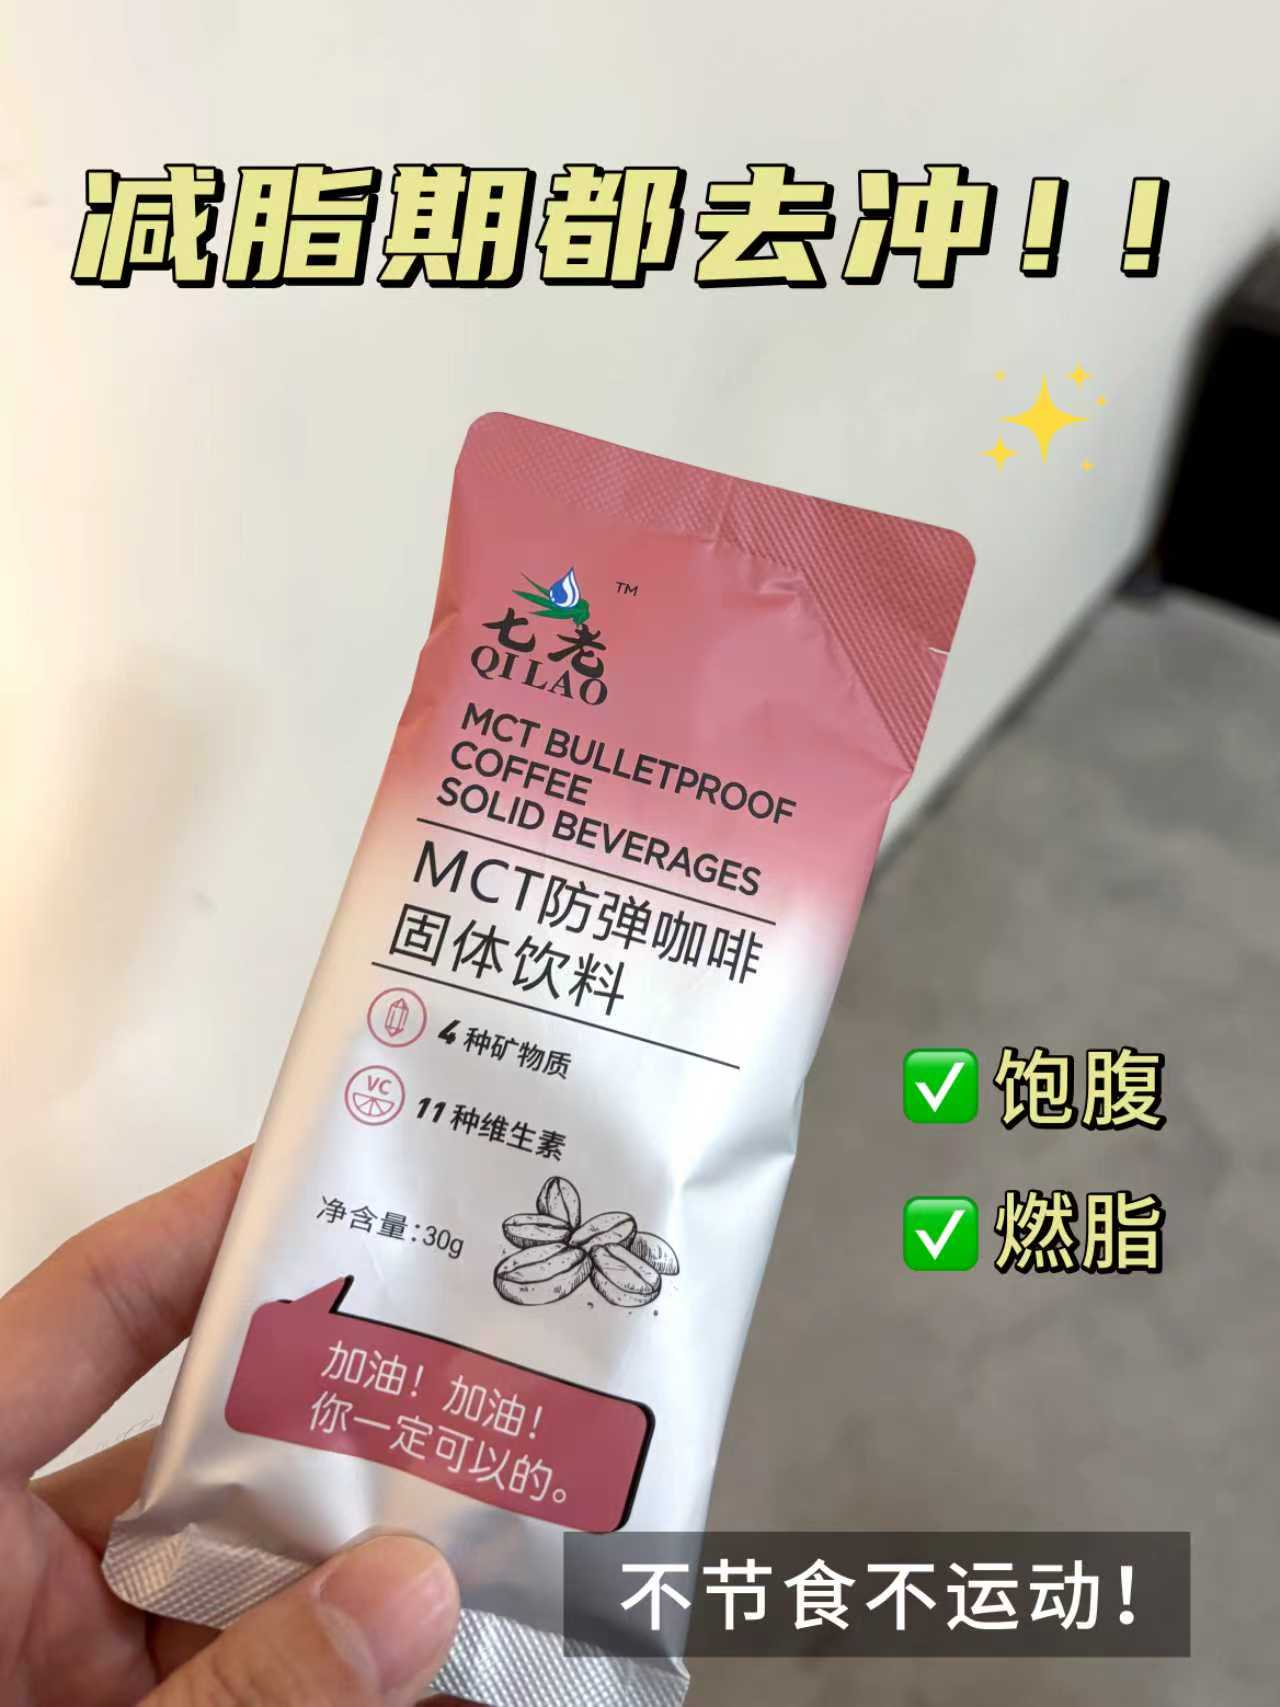 减脂期都去冲!!
TM
七老
QI LAO
MCT BULLETPROOF
COFFEE
SOLID BEVERAGES
MCT防弹咖啡
固体饮料
4种矿物质
VC
11种维生素
净含量:30g
加油!加油!
你一定可以的。
✅饱腹
✅燃脂
不节食不运动!